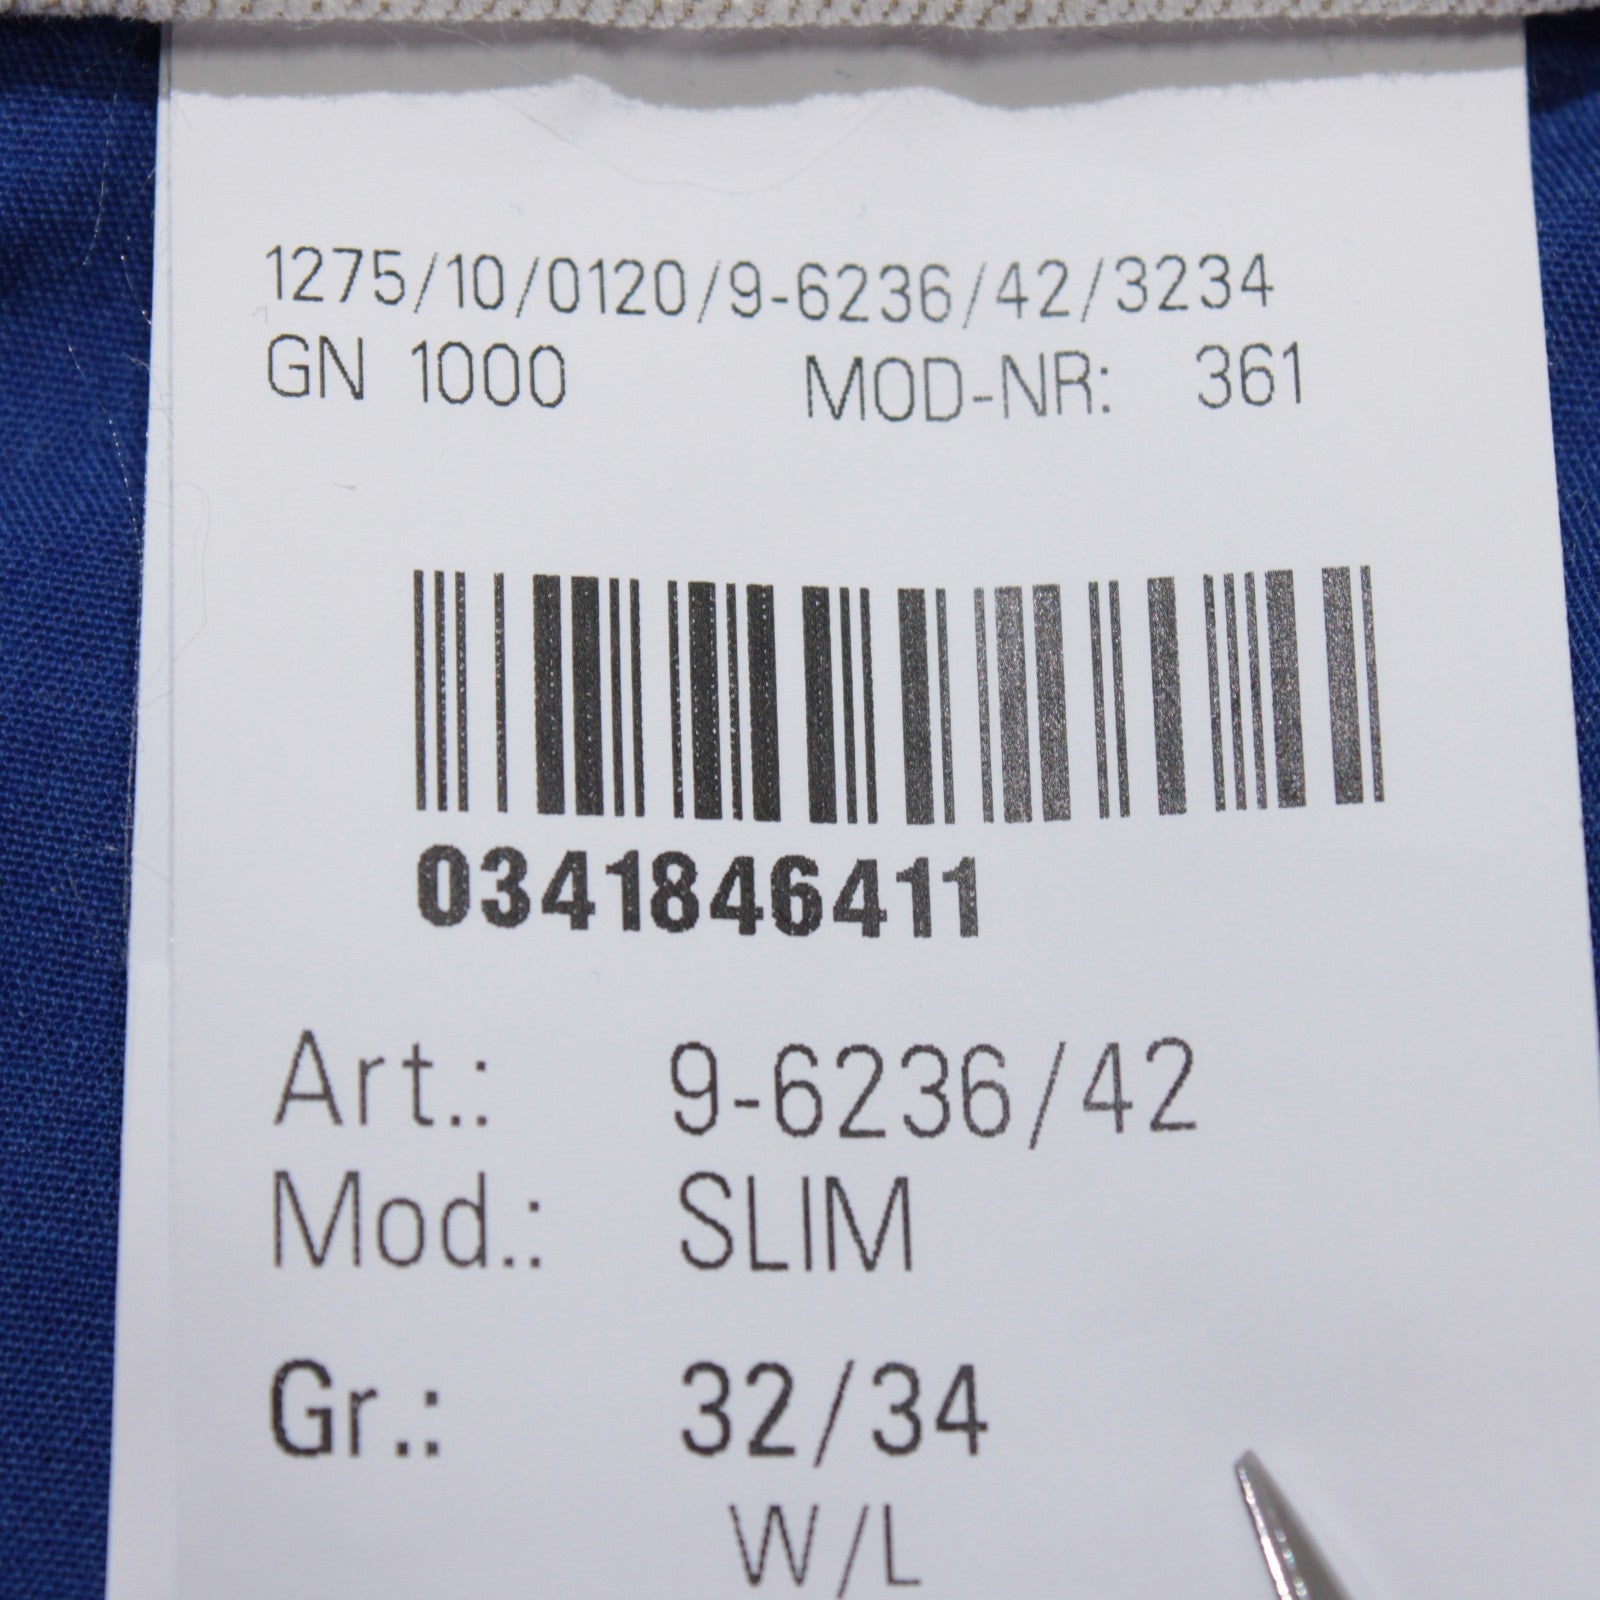 1275/10/0120/9-6236/42/3234
GN 1000 MOD-NR: 361
0341846411
Art.: 9-6236/42
Mod.: SLIM
Gr.: 32/34
W/L